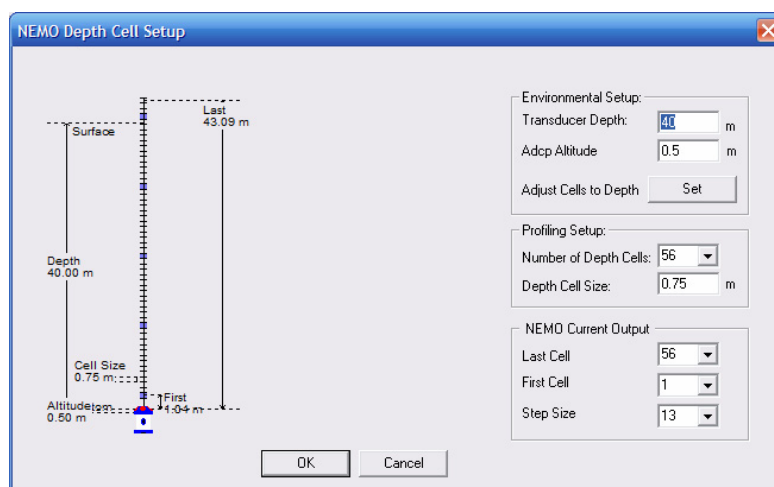 NEMO Depth Cell Setup
Last
43.09 m
Surface
Depth
40.00 m
Cell Size
0.75 m
First
1.04 m
Altitude
0.50 m
Environmental Setup:
Transducer Depth: 40 m
Adcp Altitude 0.5 m
Adjust Cells to Depth Set
Profiling Setup:
Number of Depth Cells: 56
Depth Cell Size: 0.75 m
NEMO Current Output
Last Cell 56
First Cell 1
Step Size 13
OK Cancel